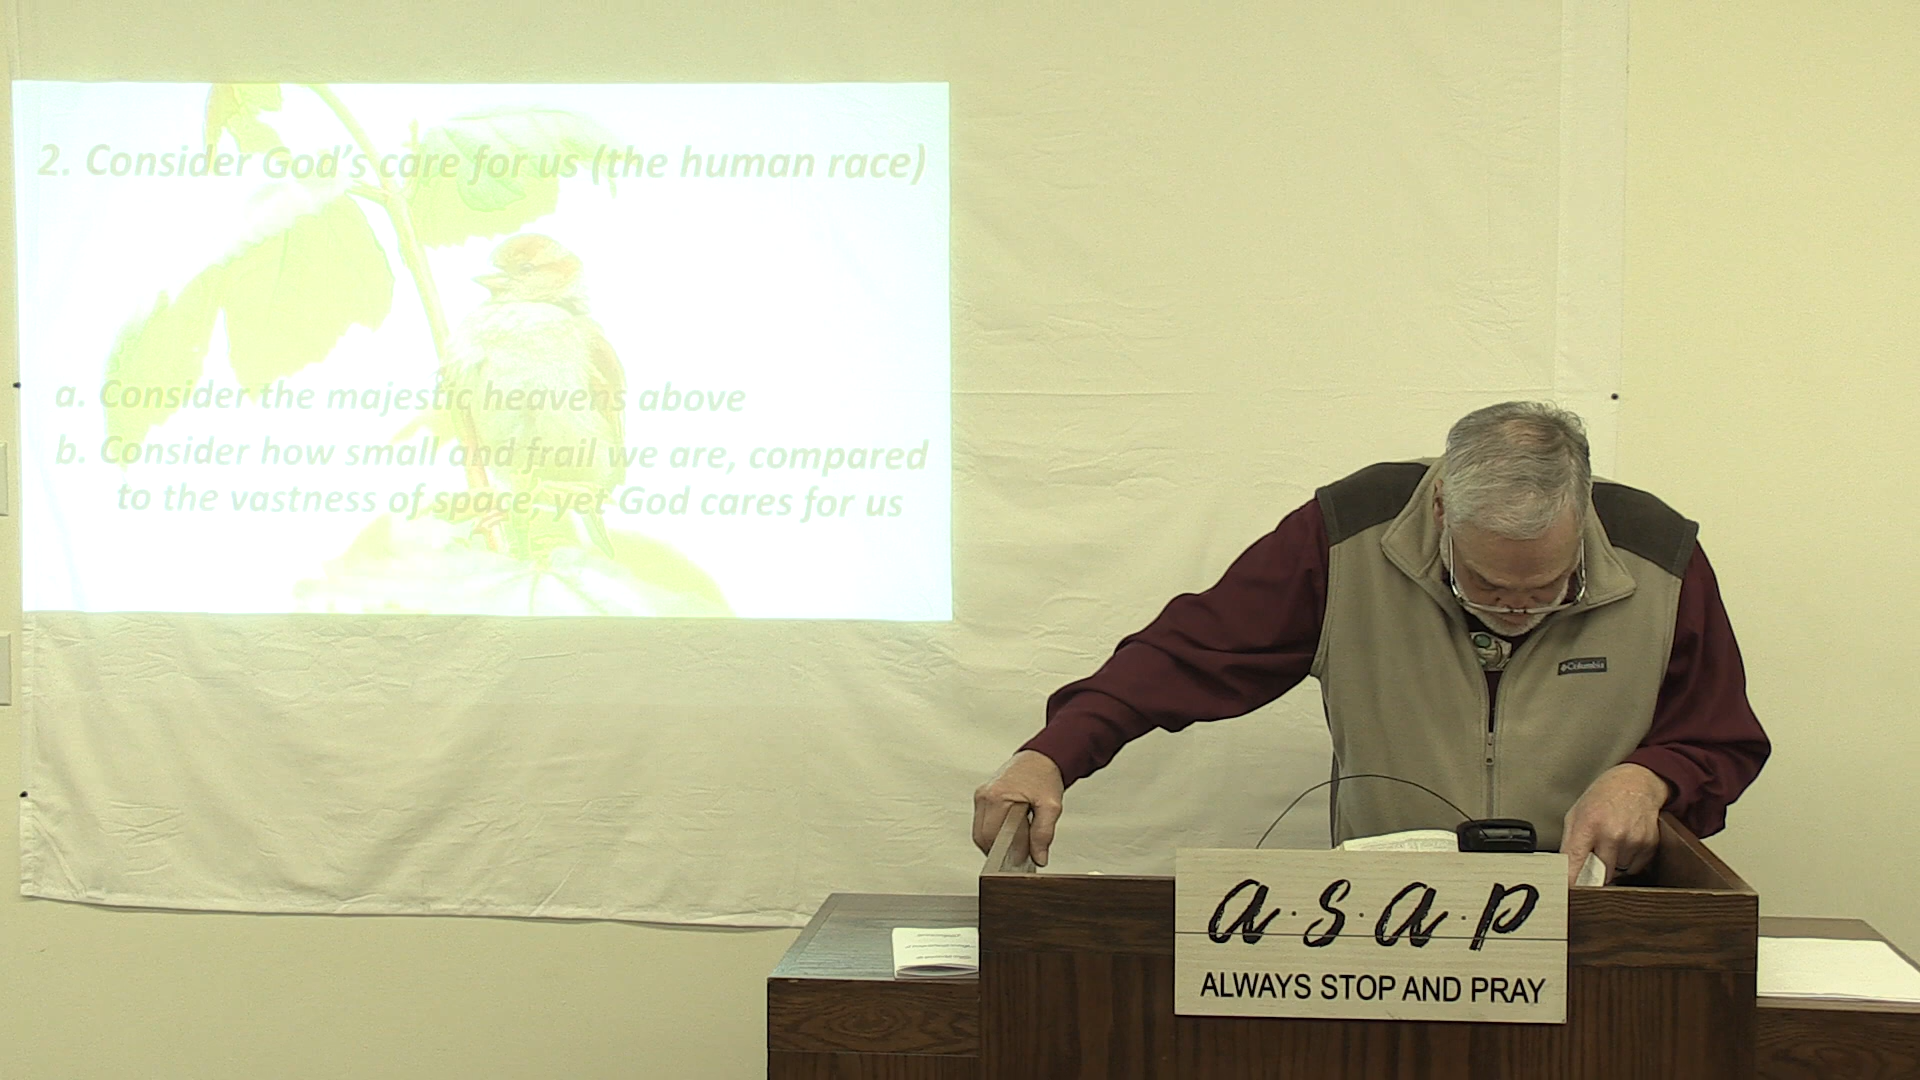 2. Consider God's care for us (the human race)
a. Consider the majestic heavens above
b. Consider how small and frail we are, compared
to the vastness of space, yet God cares for us
Columbia
a·s·a·p
ALWAYS STOP AND PRAY